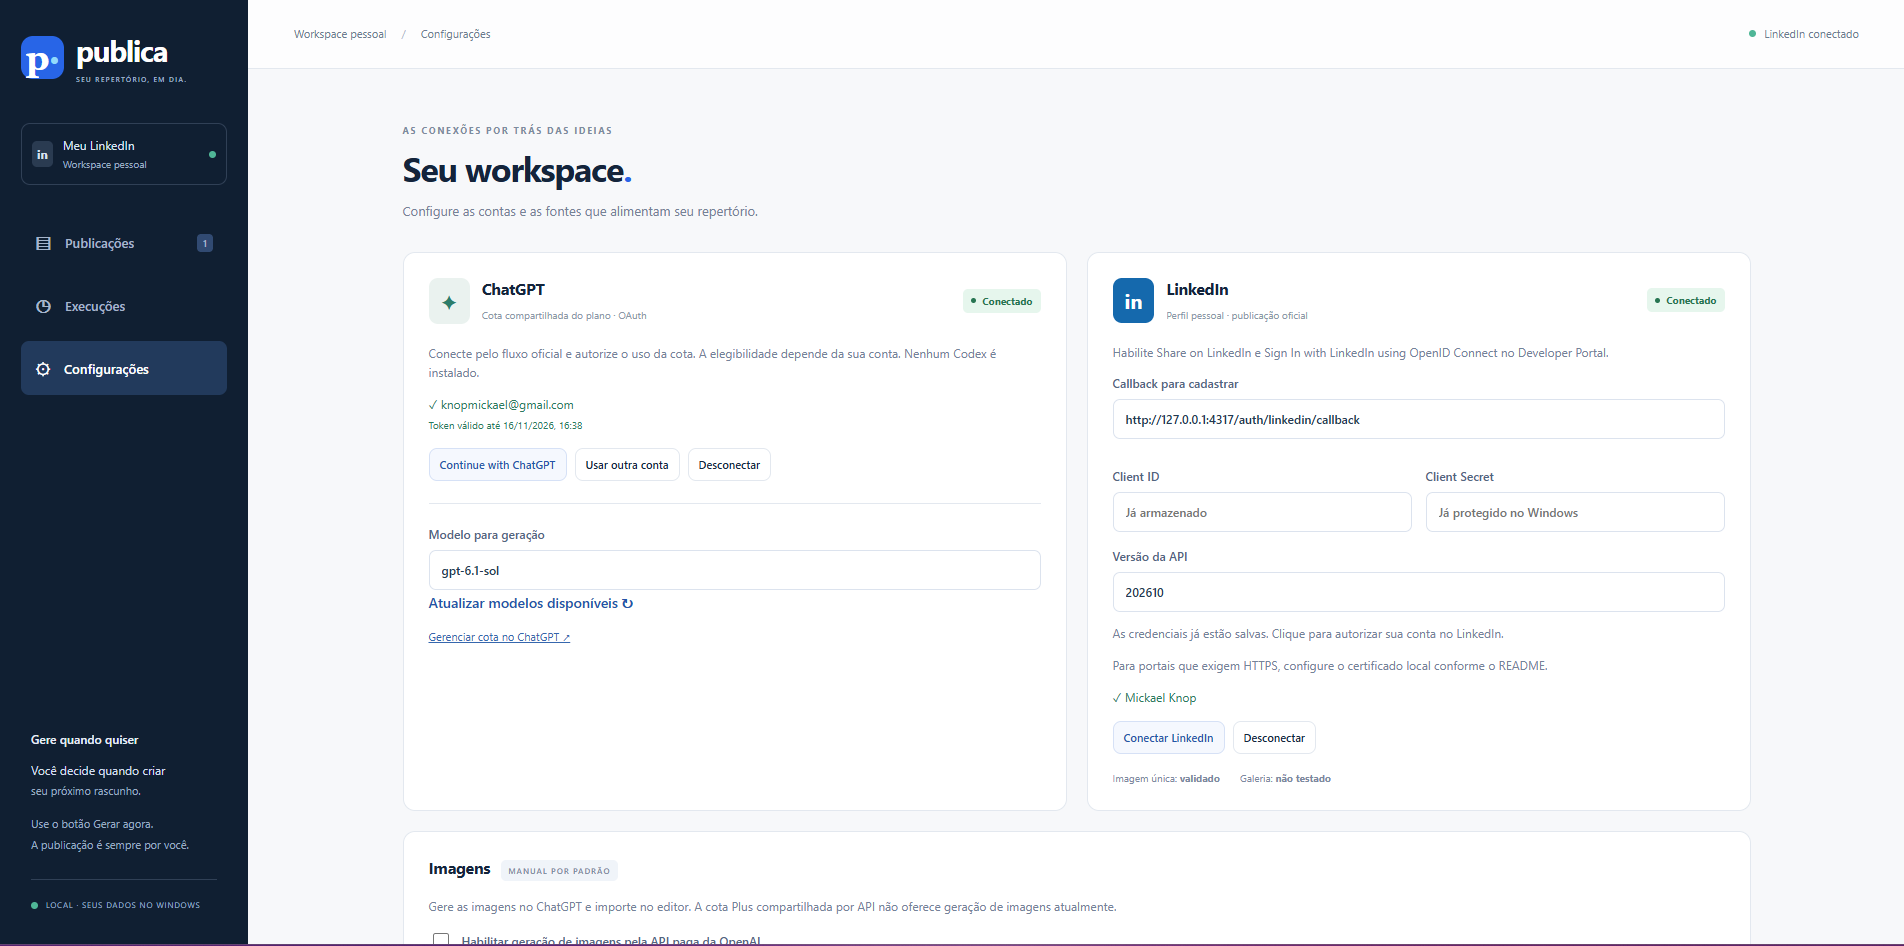 p.
publica
SEU REPERTÓRIO, EM DIA.
in
Meu LinkedIn
Workspace pessoal
Publicações
1
Execuções
Configurações
Gere quando quiser
Você decide quando criar
seu próximo rascunho.
Use o botão Gerar agora.
A publicação é sempre por você.
LOCAL · SEUS DADOS NO WINDOWS
Workspace pessoal / Configurações
LinkedIn conectado
AS CONEXÕES POR TRÁS DAS IDEIAS
Seu workspace.
Configure as contas e as fontes que alimentam seu repertório.
ChatGPT
Cota compartilhada do plano · OAuth
Conectado
Conecte pelo fluxo oficial e autorize o uso da cota. A elegibilidade depende da sua conta. Nenhum Codex é
instalado.
✓ knopmickael@gmail.com
Token válido até 16/11/2026, 16:38
Continue with ChatGPT
Usar outra conta
Desconectar
Modelo para geração
gpt-6.1-sol
Atualizar modelos disponíveis ↻
Gerenciar cota no ChatGPT ↗
in
LinkedIn
Perfil pessoal · publicação oficial
Conectado
Habilite Share on LinkedIn e Sign In with LinkedIn using OpenID Connect no Developer Portal.
Callback para cadastrar
http://127.0.0.1:4317/auth/linkedin/callback
Client ID
Client Secret
Já armazenado
Já protegido no Windows
Versão da API
202610
As credenciais já estão salvas. Clique para autorizar sua conta no LinkedIn.
Para portais que exigem HTTPS, configure o certificado local conforme o README.
✓ Mickael Knop
Conectar LinkedIn
Desconectar
Imagem única: validado
Galeria: não testado
Imagens
MANUAL POR PADRÃO
Gere as imagens no ChatGPT e importe no editor. A cota Plus compartilhada por API não oferece geração de imagens atualmente.
Habilitar geração de imagens pela API paga da OpenAI